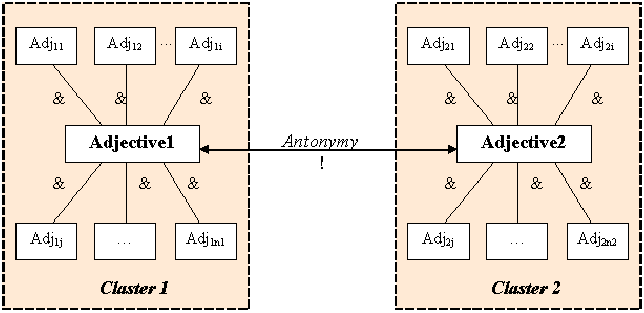 Adj11 Adj12 ... Adj1i Adj21 Adj22 ... Adj2i
& & & & & &
Adjective1 Antonymy Adjective2
!
& & & & & &
Adj1j ... Adj1n1 Adj2j ... Adj2n2
Claster 1 Claster 2